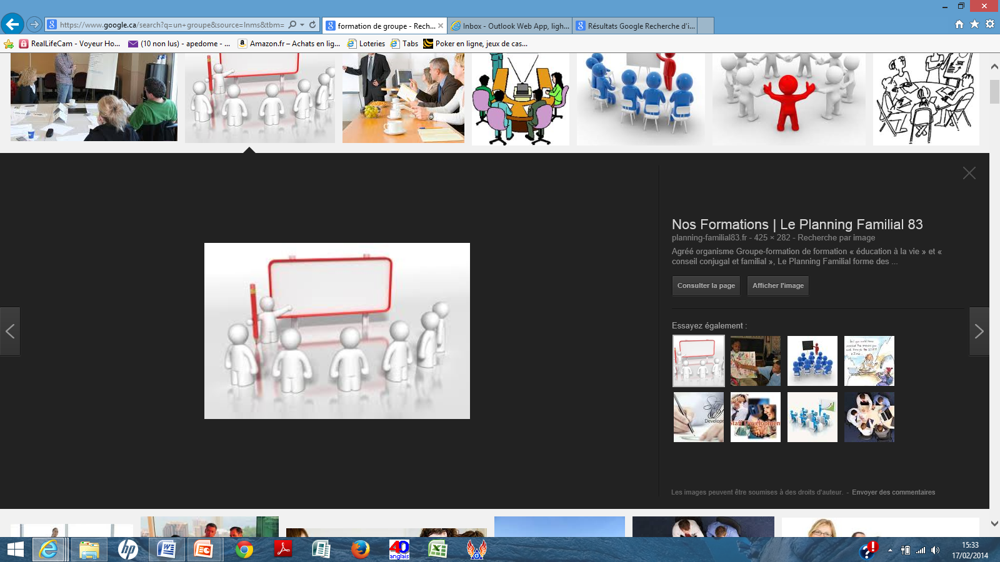 https://www.google.ca/search?q=un+groupe&source=lnms&tbm=
formation de groupe - Rech...
Inbox - Outlook Web App, ligh...
Résultats Google Recherche d'i...
RealLifeCam - Voyeur Ho...
(10 non lus) - apedome - ...
Amazon.fr – Achats en lig...
Loteries
Tabs
Poker en ligne, jeux de cas...
Nos Formations | Le Planning Familial 83
planning-familial83.fr - 425 × 282 - Recherche par image
Agréé organisme Groupe-formation de formation « éducation à la vie » et «
conseil conjugal et familial », Le Planning Familial forme des ...
Consulter la page
Afficher l'image
Essayez également :
Staff Development
Les images peuvent être soumises à des droits d'auteur. - Envoyer des commentaires
hp
40
anglais
15:33
17/02/2014